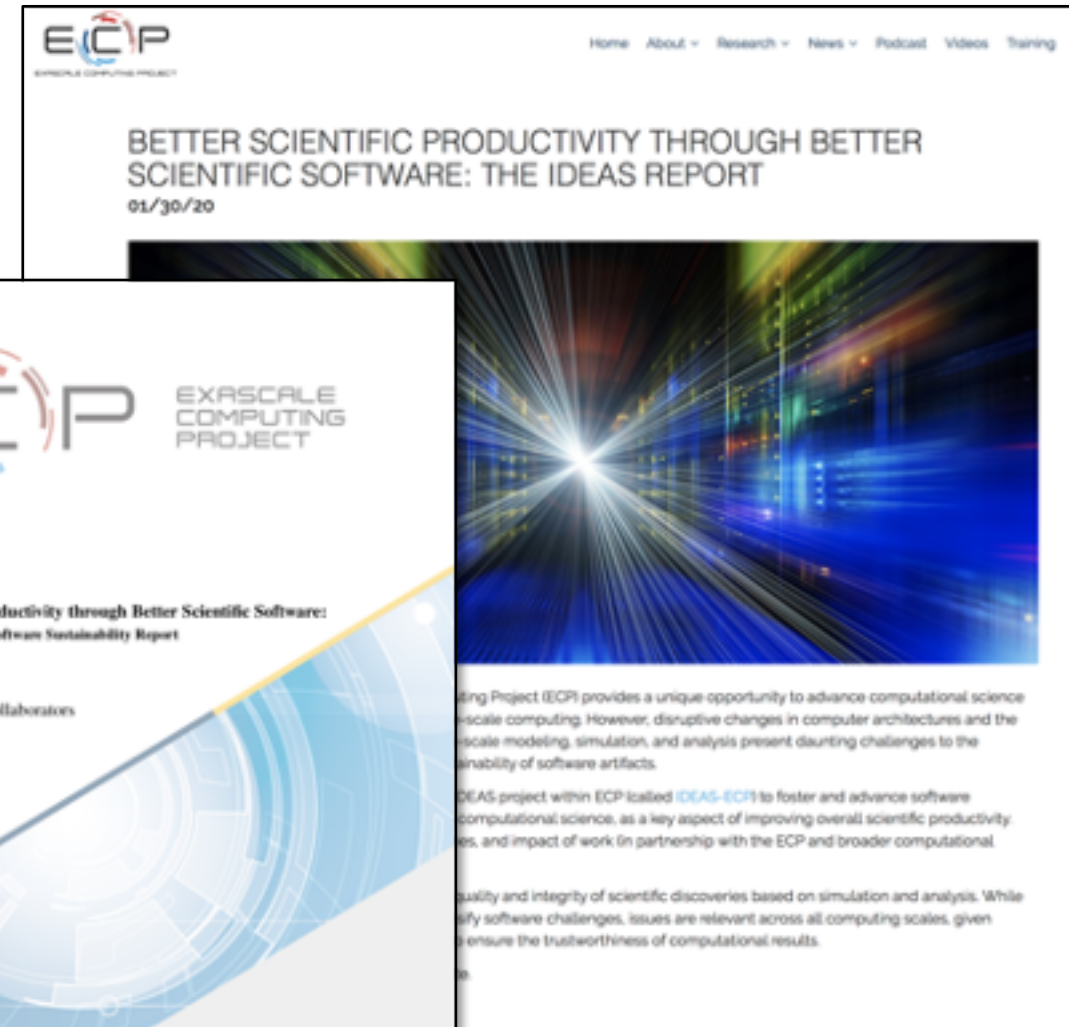 ECP
EXASCALE COMPUTING PROJECT
Home About Research News Podcast Videos Training
BETTER SCIENTIFIC PRODUCTIVITY THROUGH BETTER
SCIENTIFIC SOFTWARE: THE IDEAS REPORT
01/30/20
CP
EXASCALE
COMPUTING
PROJECT
ductivity through Better Scientific Software:
oftware Sustainability Report
llaborators
ting Project (ECP) provides a unique opportunity to advance computational science
-scale computing. However, disruptive changes in computer architectures and the
-scale modeling, simulation, and analysis present daunting challenges to the
ainability of software artifacts.
DEAS project within ECP (called IDEAS-ECP) to foster and advance software
computational science, as a key aspect of improving overall scientific productivity.
es, and impact of work (in partnership with the ECP and broader computational
quality and integrity of scientific discoveries based on simulation and analysis. While
sify software challenges, issues are relevant across all computing scales, given
ensure the trustworthiness of computational results.